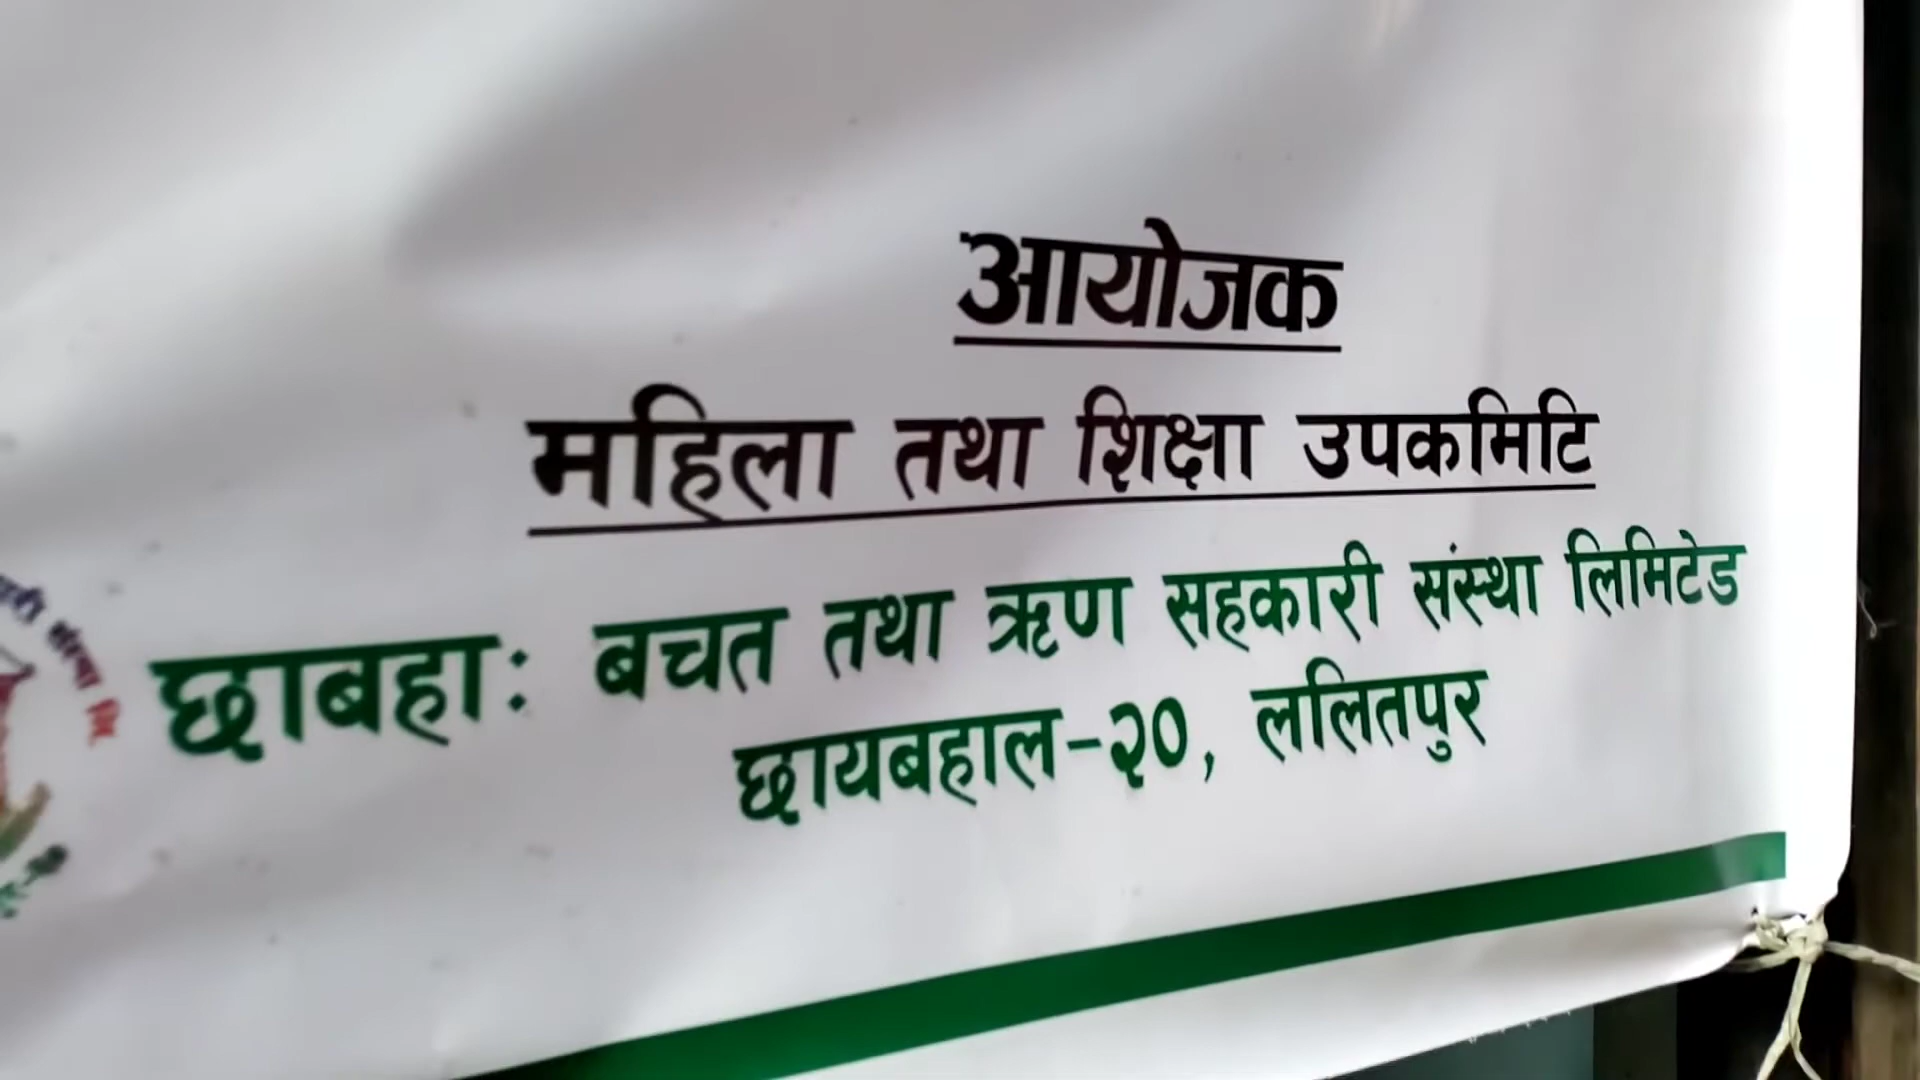 आयोजक
महिला तथा शिक्षा उपकमिटि
छाबहाः बचत तथा ऋण सहकारी संस्था लिमिटेड
छायबहाल-२०, ललितपुर
संस्था लि.